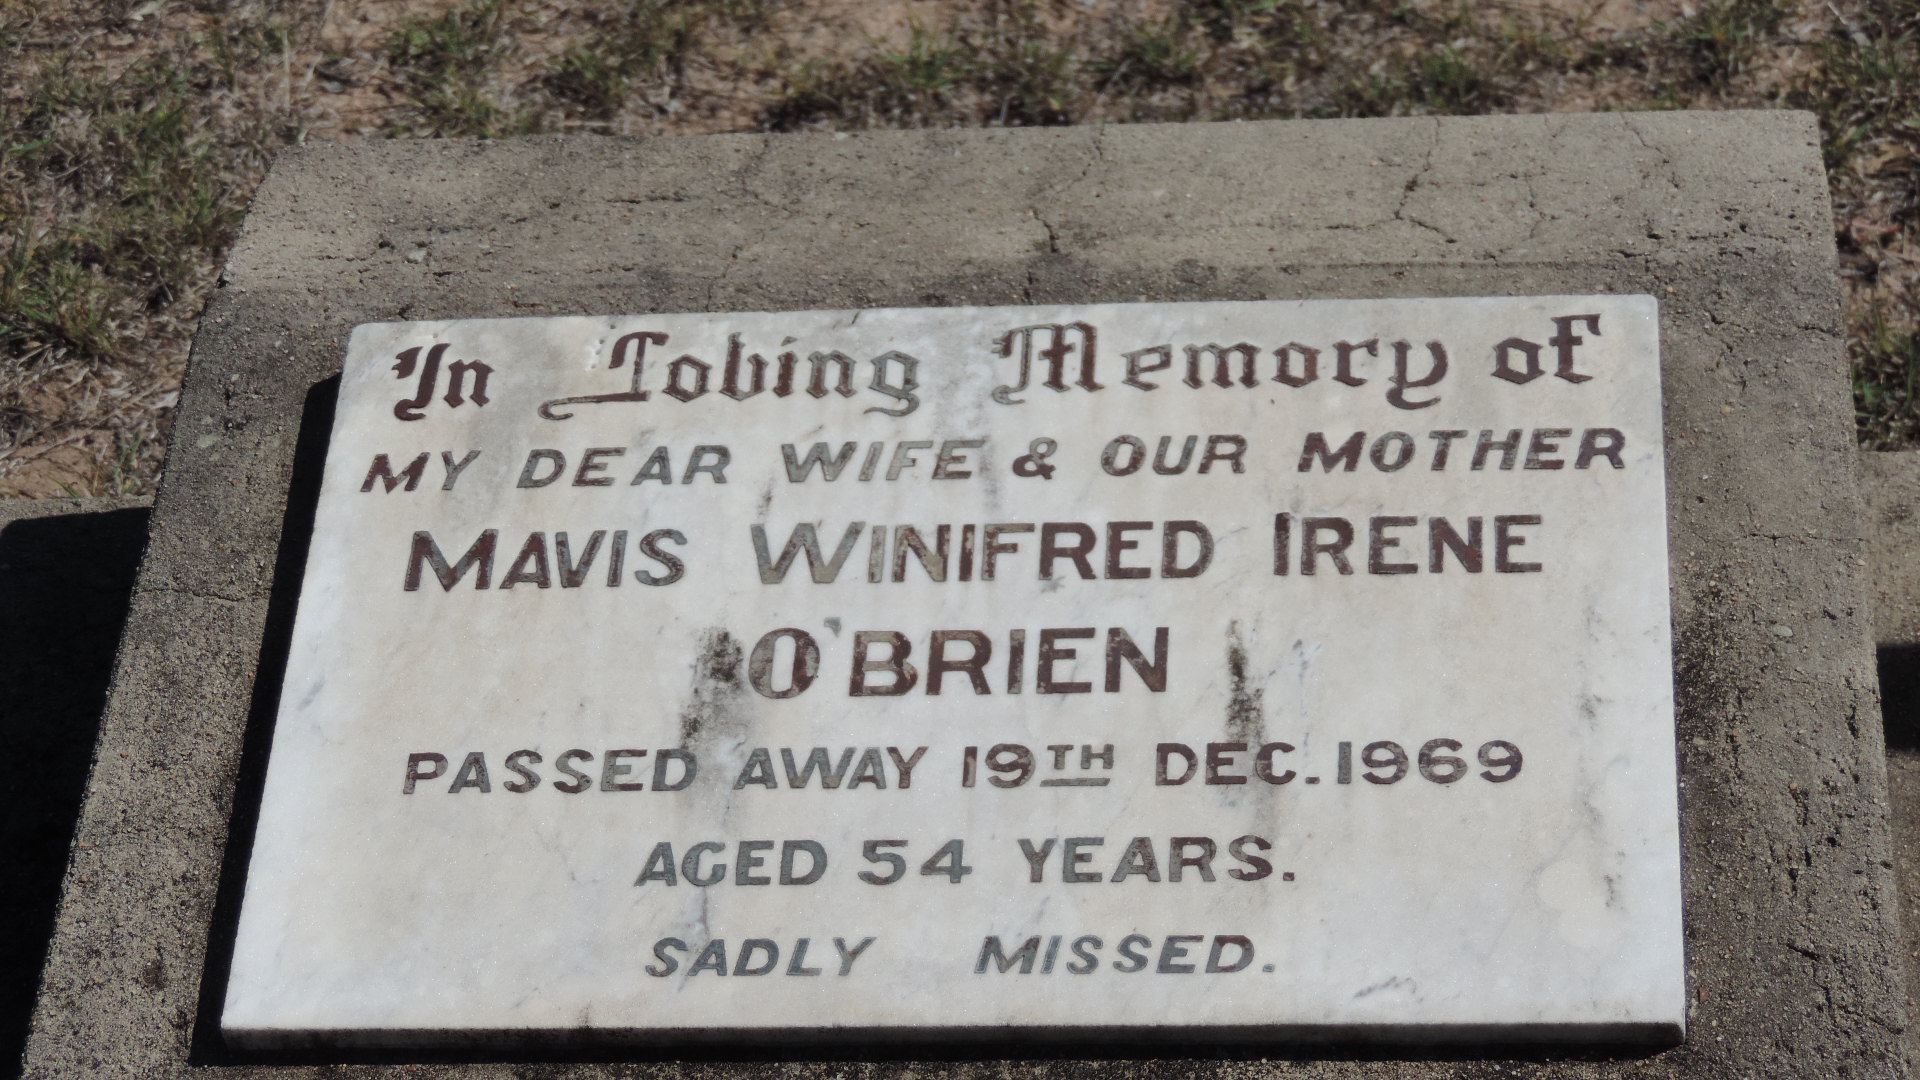 In Loving Memory of
MY DEAR WIFE & OUR MOTHER
MAVIS WINIFRED IRENE
O'BRIEN
PASSED AWAY 19TH DEC. 1969
AGED 54 YEARS.
SADLY MISSED.